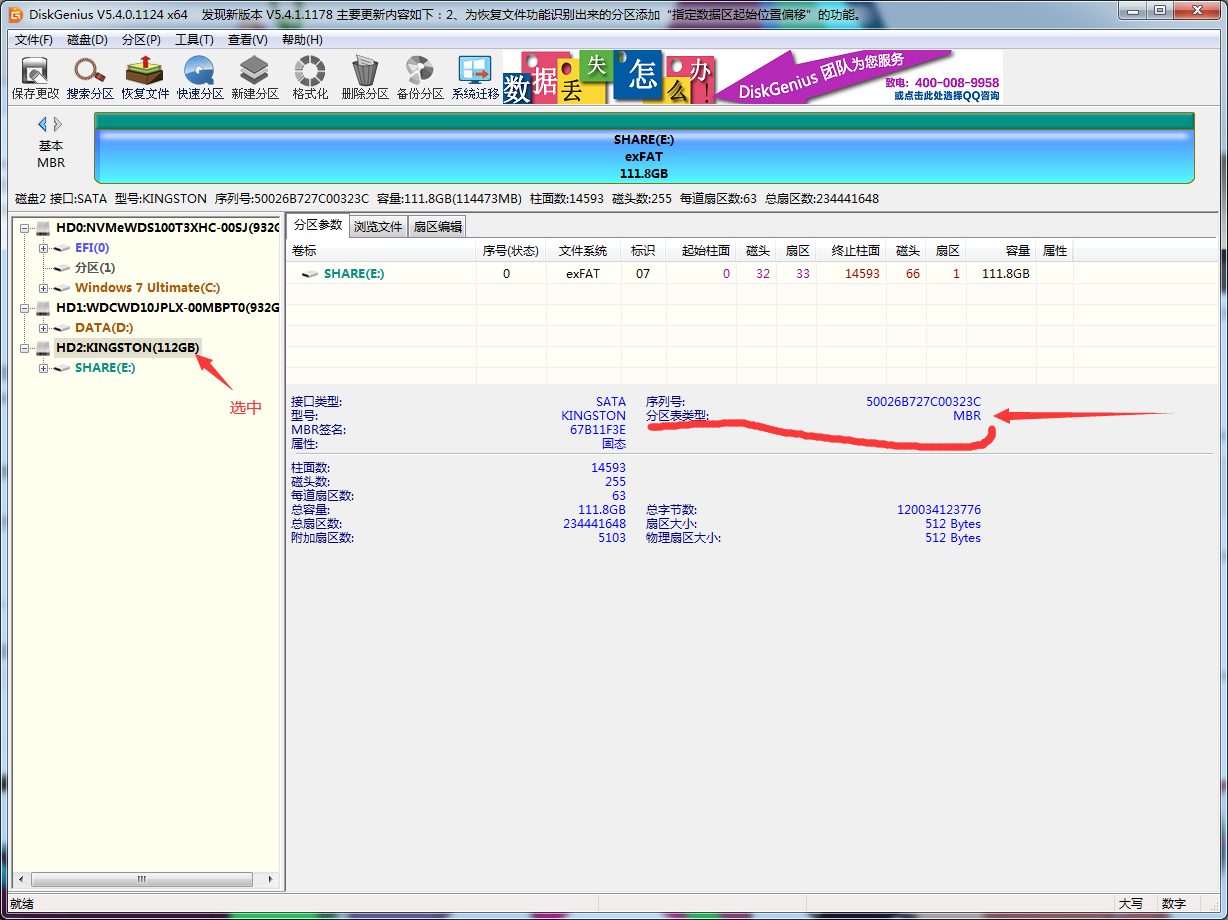 DiskGenius V5.4.0.1124 x64 发现新版本 V5.4.1.1178 主要更新内容如下：2、为恢复文件功能识别出来的分区添加“指定数据区起始位置偏移”的功能。
文件(F) 磁盘(D) 分区(P) 工具(T) 查看(V) 帮助(H)
保存更改 搜索分区 恢复文件 快速分区 新建分区 格式化 删除分区 备份分区 系统迁移
数据丢失怎么办!
DiskGenius 团队为您服务
致电: 400-008-9958
或点击此处选择QQ咨询
基本
MBR
SHARE(E:)
exFAT
111.8GB
磁盘2 接口:SATA 型号:KINGSTON 序列号:50026B727C00323C 容量:111.8GB(114473MB) 柱面数:14593 磁头数:255 每道扇区数:63 总扇区数:234441648
HD0:NVMeWDS100T3XHC-00SJ(932G
EFI(0)
分区(1)
Windows 7 Ultimate(C:)
HD1:WDCWD10JPLX-00MBPT0(932G
DATA(D:)
HD2:KINGSTON(112GB)
SHARE(E:)
选中
分区参数 浏览文件 扇区编辑
卷标 序号(状态) 文件系统 标识 起始柱面 磁头 扇区 终止柱面 磁头 扇区 容量 属性
SHARE(E:) 0 exFAT 07 0 32 33 14593 66 1 111.8GB
接口类型: SATA 序列号: 50026B727C00323C
型号: KINGSTON 分区表类型: MBR
MBR签名: 67B11F3E
属性: 固态
柱面数: 14593
磁头数: 255
每道扇区数: 63
总容量: 111.8GB 总字节数: 120034123776
总扇区数: 234441648 扇区大小: 512 Bytes
附加扇区数: 5103 物理扇区大小: 512 Bytes
就绪 大写 数字